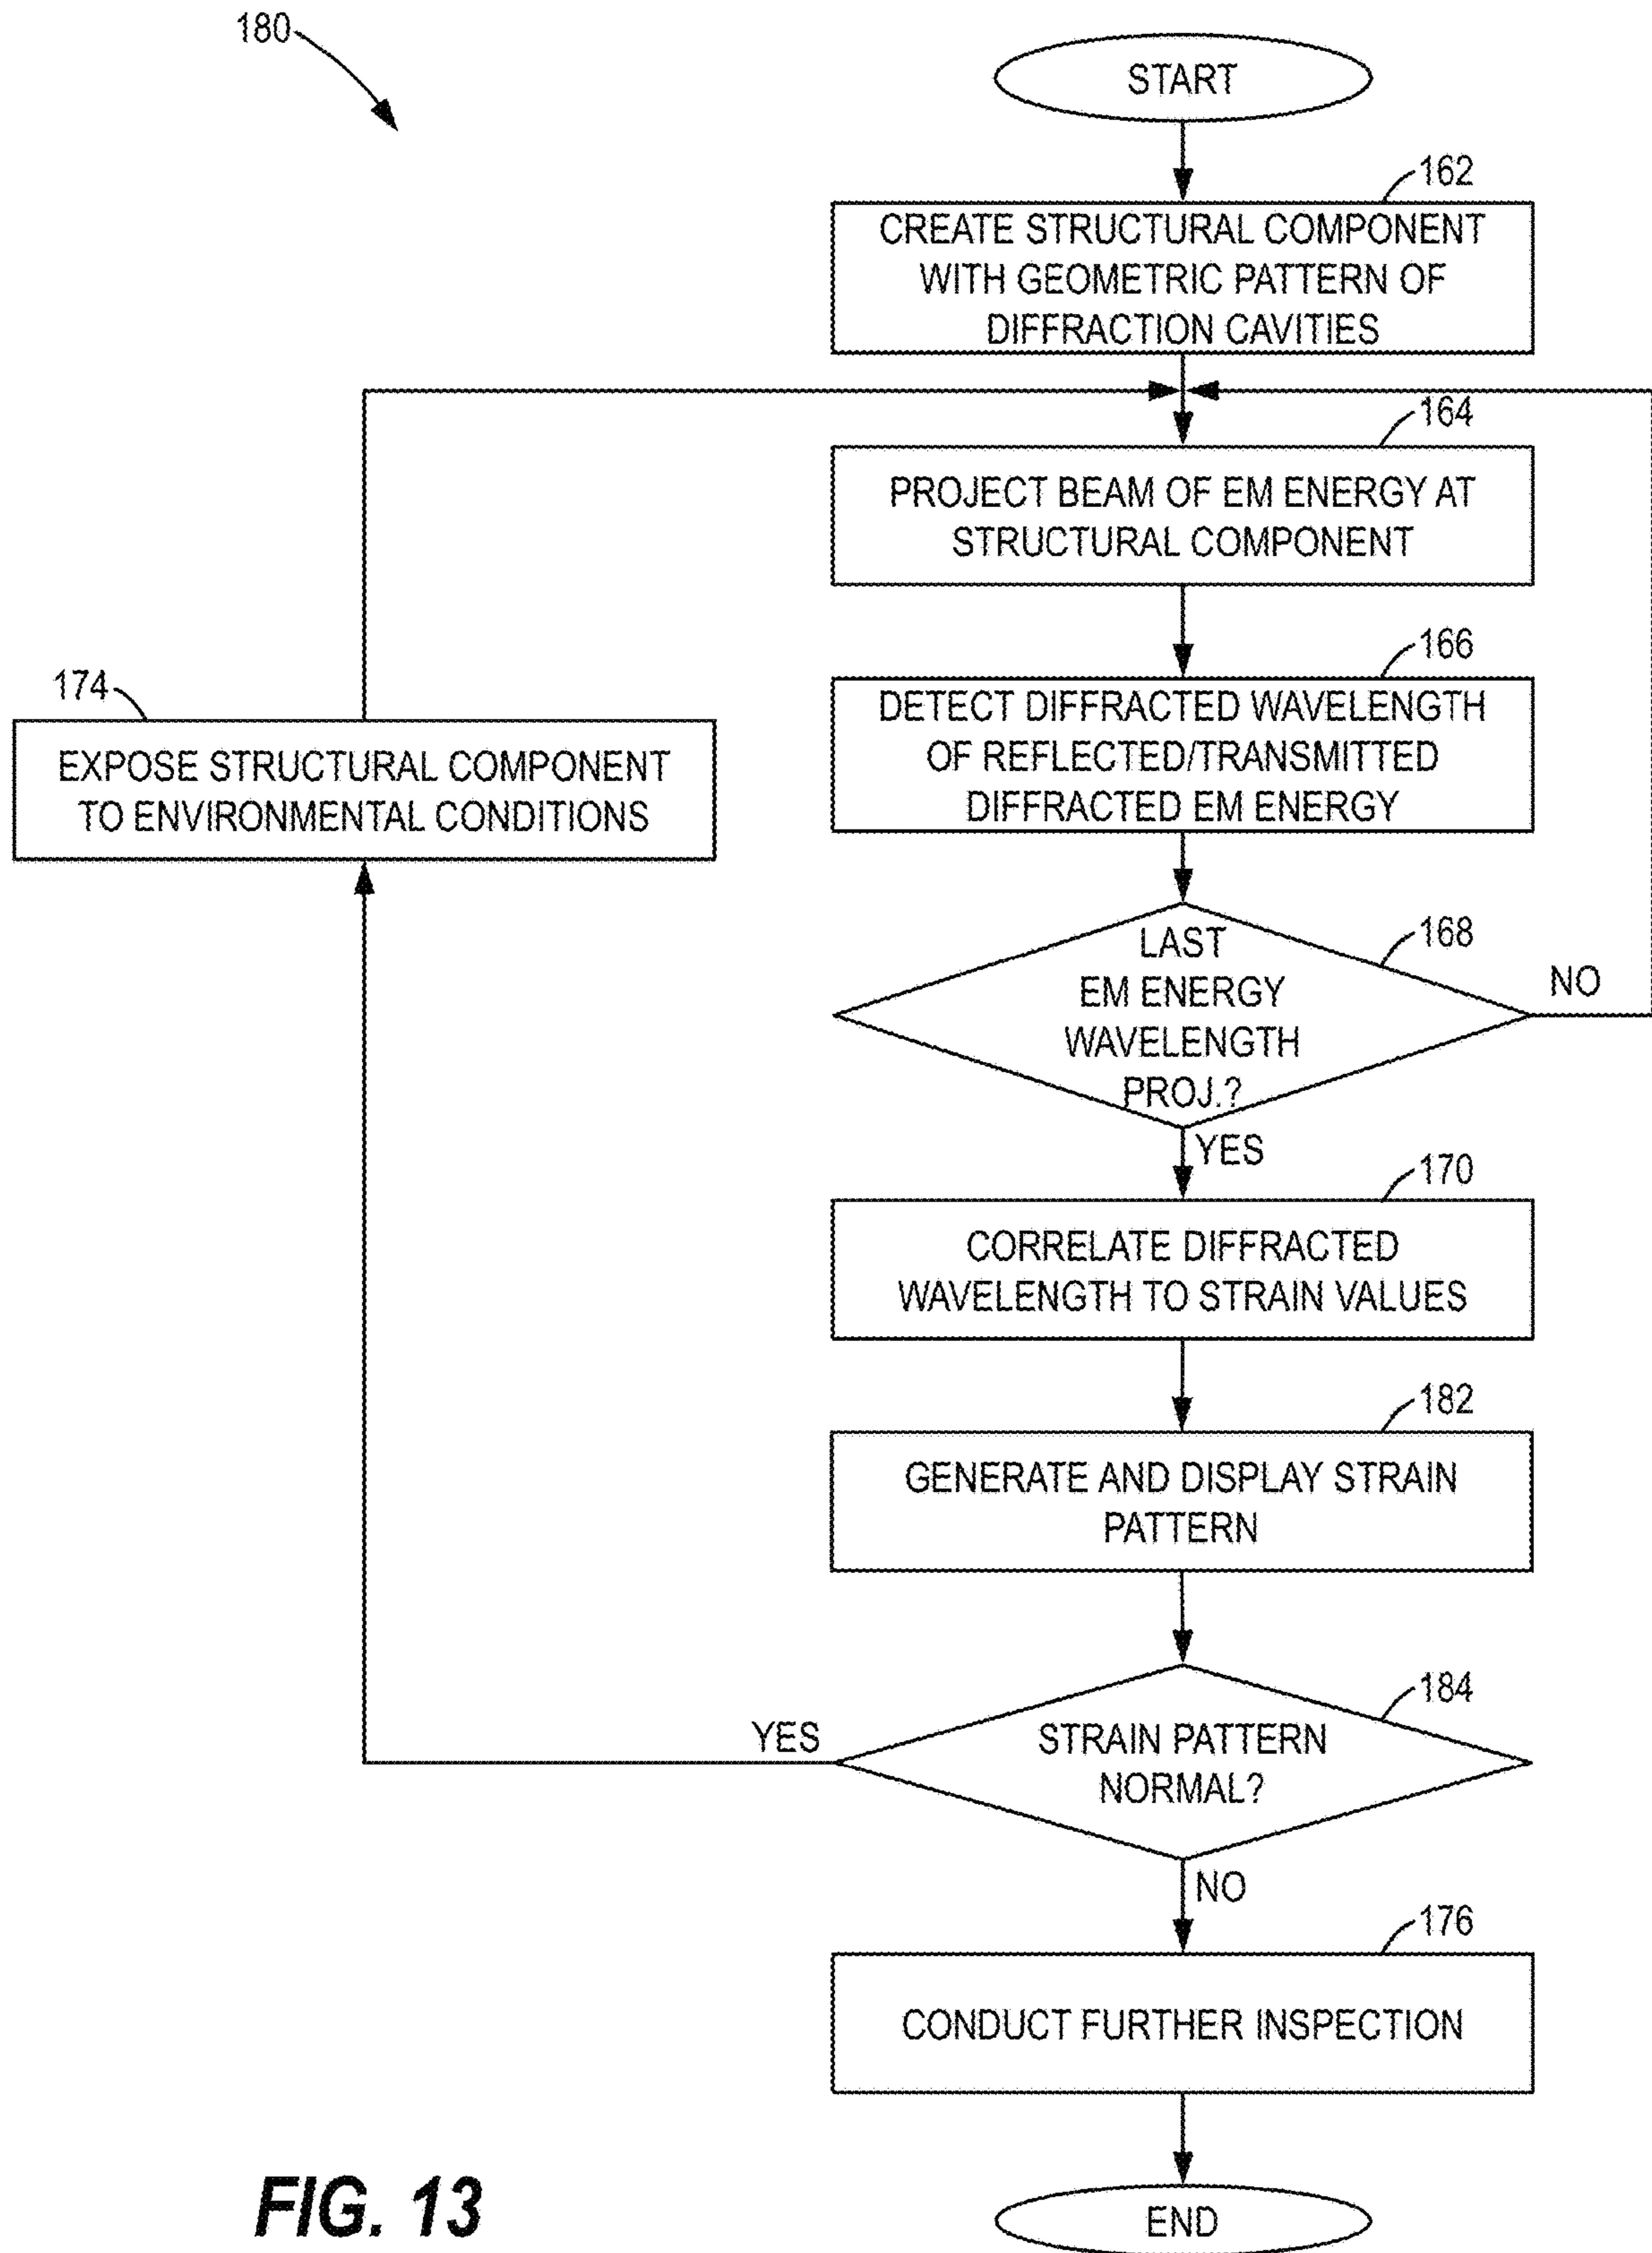 180
START
162
CREATE STRUCTURAL COMPONENT
WITH GEOMETRIC PATTERN OF
DIFFRACTION CAVITIES
164
PROJECT BEAM OF EM ENERGY AT
STRUCTURAL COMPONENT
166
DETECT DIFFRACTED WAVELENGTH
OF REFLECTED/TRANSMITTED
DIFFRACTED EM ENERGY
174
EXPOSE STRUCTURAL COMPONENT
TO ENVIRONMENTAL CONDITIONS
168
LAST
EM ENERGY
WAVELENGTH
PROJ.?
NO
YES
170
CORRELATE DIFFRACTED
WAVELENGTH TO STRAIN VALUES
182
GENERATE AND DISPLAY STRAIN
PATTERN
184
STRAIN PATTERN
NORMAL?
YES
NO
176
CONDUCT FURTHER INSPECTION
END
FIG. 13